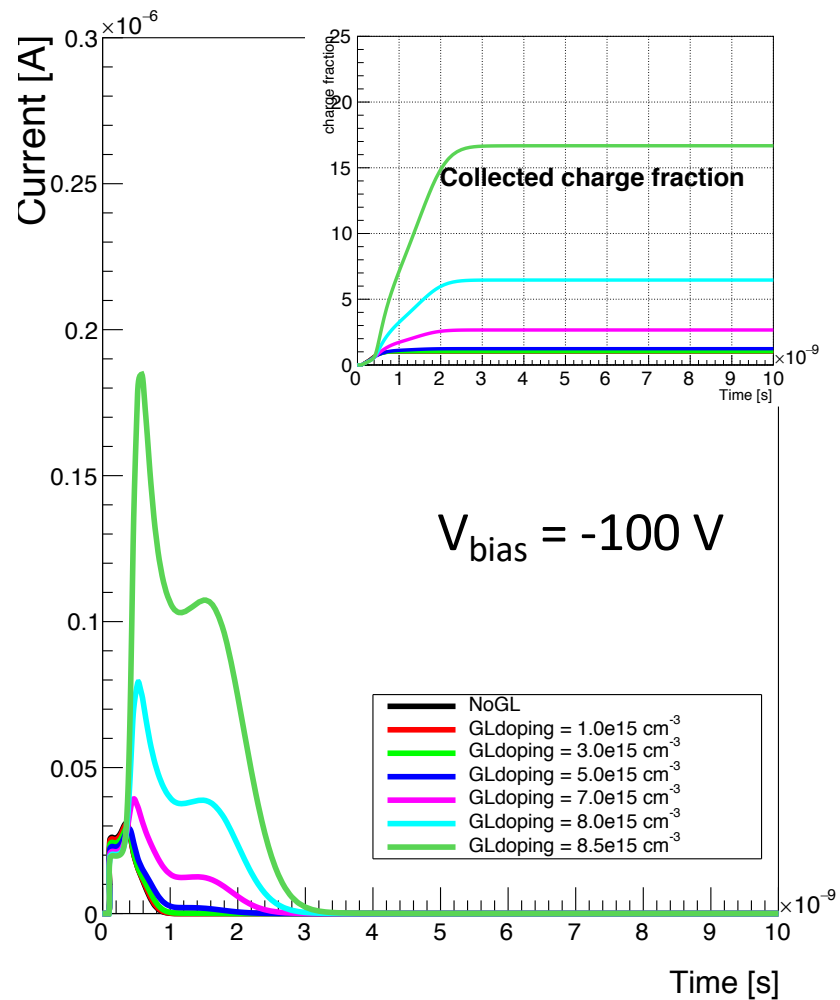 ×10⁻⁶
Current [A]
0.3
0.25
0.2
0.15
0.1
0.05
0
0 1 2 3 4 5 6 7 8 9 10
×10⁻⁹
Time [s]
charge fraction
25
20
15
10
5
0
Collected charge fraction
0 1 2 3 4 5 6 7 8 9 10
×10⁻⁹
Time [s]
V_bias = -100 V
NoGL
GLdoping = 1.0e15 cm⁻³
GLdoping = 3.0e15 cm⁻³
GLdoping = 5.0e15 cm⁻³
GLdoping = 7.0e15 cm⁻³
GLdoping = 8.0e15 cm⁻³
GLdoping = 8.5e15 cm⁻³